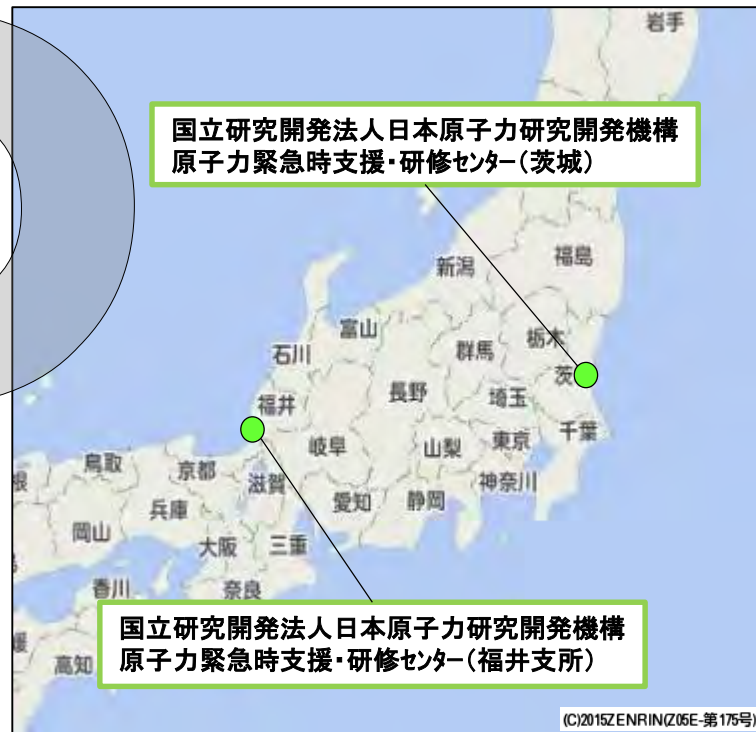 岩手
国立研究開発法人日本原子力研究開発機構
原子力緊急時支援・研修センター(茨城)
福島
新潟
栃木
富山
群馬
石川
茨
長野
埼玉
福井
千葉
東京
山梨
岐阜
鳥取
京都
神奈川
滋賀
静岡
愛知
兵庫
岡山
大阪
三重
香川
奈良
国立研究開発法人日本原子力研究開発機構
原子力緊急時支援・研修センター(福井支所)
高知
(C)2015ZENRIN(Z05E-第175号)